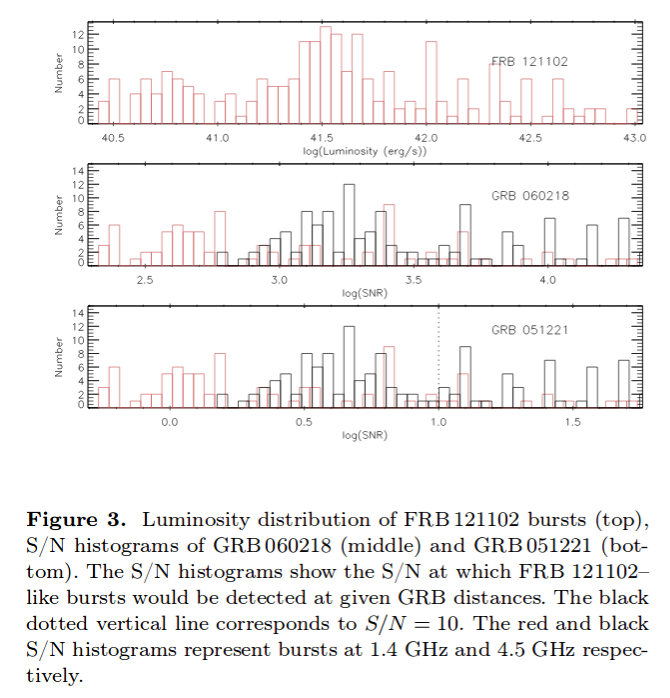 12
10
8
6
4
2
0
Number
FRB 121102
40.5 41.0 41.5 42.0 42.5 43.0
log(Luminosity (erg/s))
14
12
10
8
6
4
2
0
Number
GRB 060218
2.5 3.0 3.5 4.0
log(SNR)
14
12
10
8
6
4
2
0
Number
GRB 051221
0.0 0.5 1.0 1.5
log(SNR)
Figure 3. Luminosity distribution of FRB 121102 bursts (top),
S/N histograms of GRB 060218 (middle) and GRB 051221 (bot-
tom). The S/N histograms show the S/N at which FRB 121102–
like bursts would be detected at given GRB distances. The black
dotted vertical line corresponds to S/N = 10. The red and black
S/N histograms represent bursts at 1.4 GHz and 4.5 GHz respec-
tively.